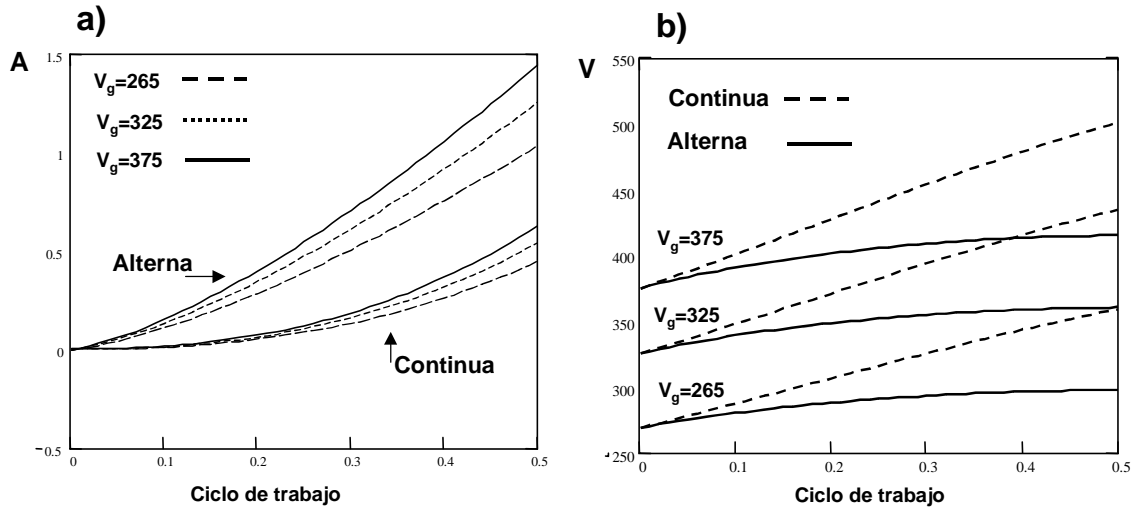 a)
A
1.5
1
0.5
0
-0.5
V_g=265
V_g=325
V_g=375
Alterna
Continua
0
0.1
0.2
0.3
0.4
0.5
Ciclo de trabajo
b)
V
550
500
450
400
350
300
250
Continua
Alterna
V_g=375
V_g=325
V_g=265
0
0.1
0.2
0.3
0.4
0.5
Ciclo de trabajo